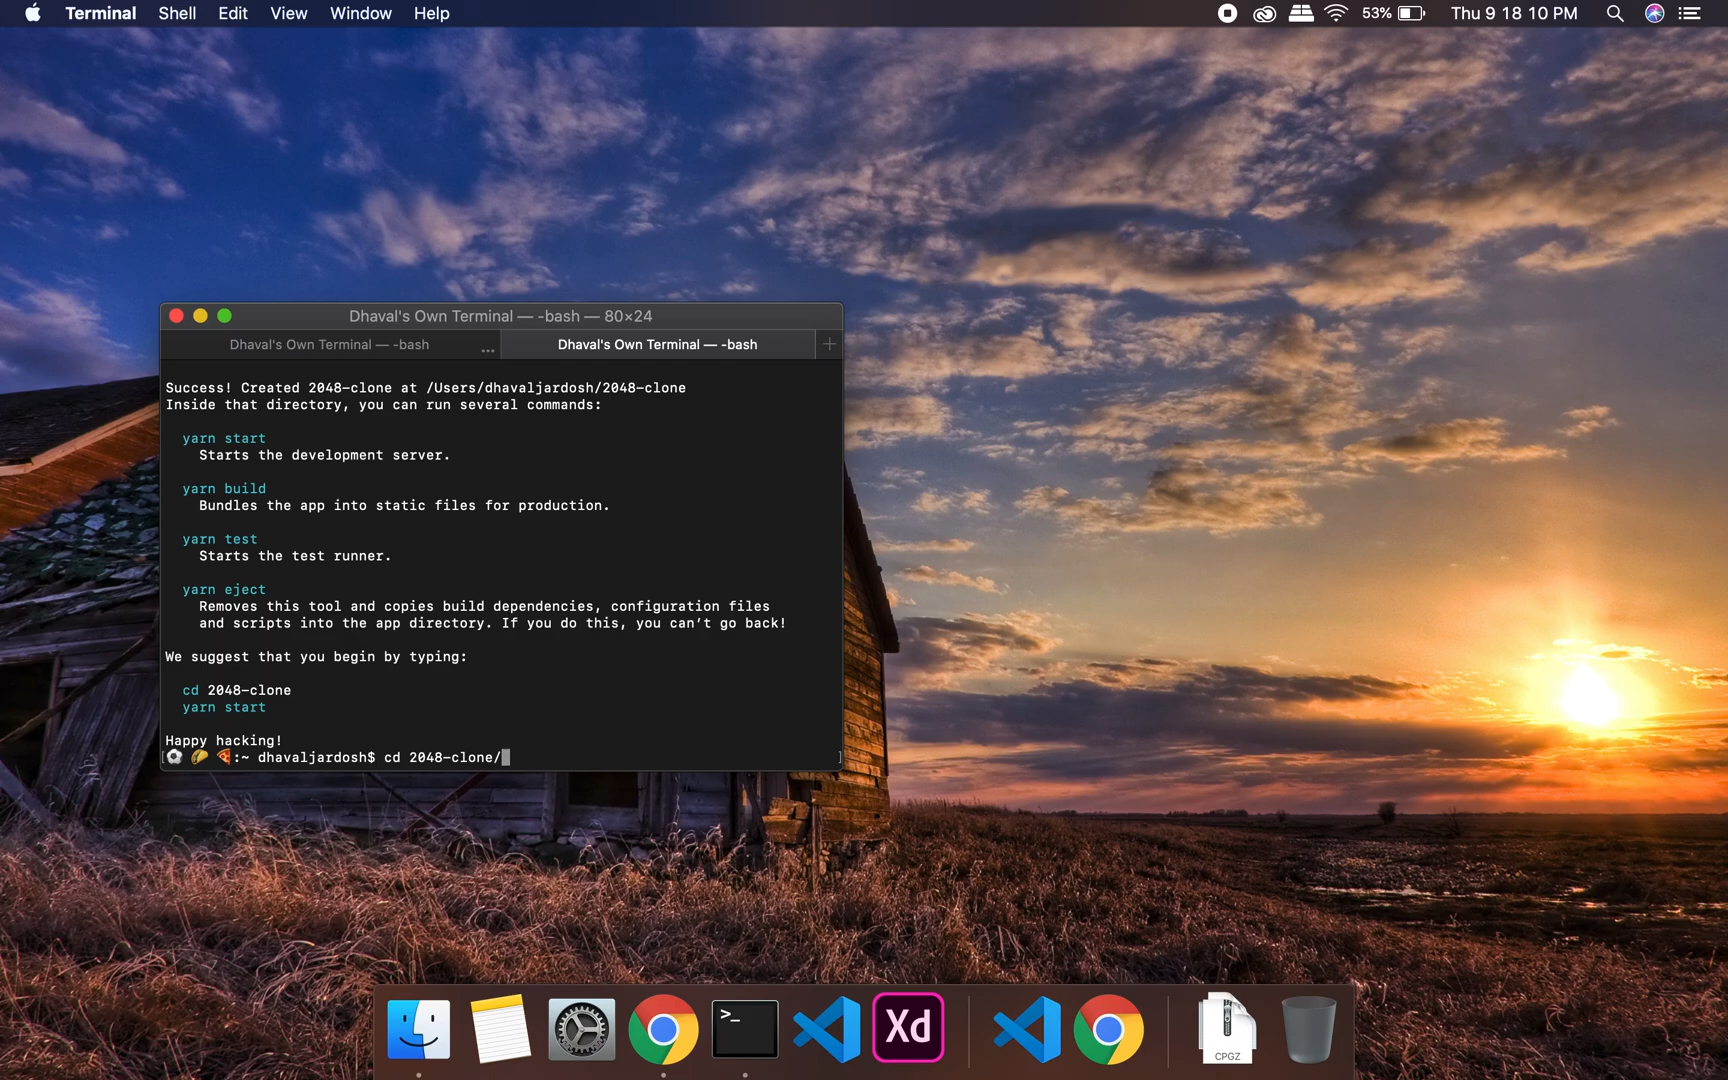 Terminal Shell Edit View Window Help 53% Thu 9 18 10 PM
Dhaval's Own Terminal — -bash — 80×24
Dhaval's Own Terminal — -bash ... Dhaval's Own Terminal — -bash +
Success! Created 2048-clone at /Users/dhavaljardosh/2048-clone
Inside that directory, you can run several commands:
yarn start
Starts the development server.
yarn build
Bundles the app into static files for production.
yarn test
Starts the test runner.
yarn eject
Removes this tool and copies build dependencies, configuration files
and scripts into the app directory. If you do this, you can’t go back!
We suggest that you begin by typing:
cd 2048-clone
yarn start
Happy hacking!
[⚽ 🌮 🍕:~ dhavaljardosh$ cd 2048-clone/ ]
>_
Xd
CPGZ